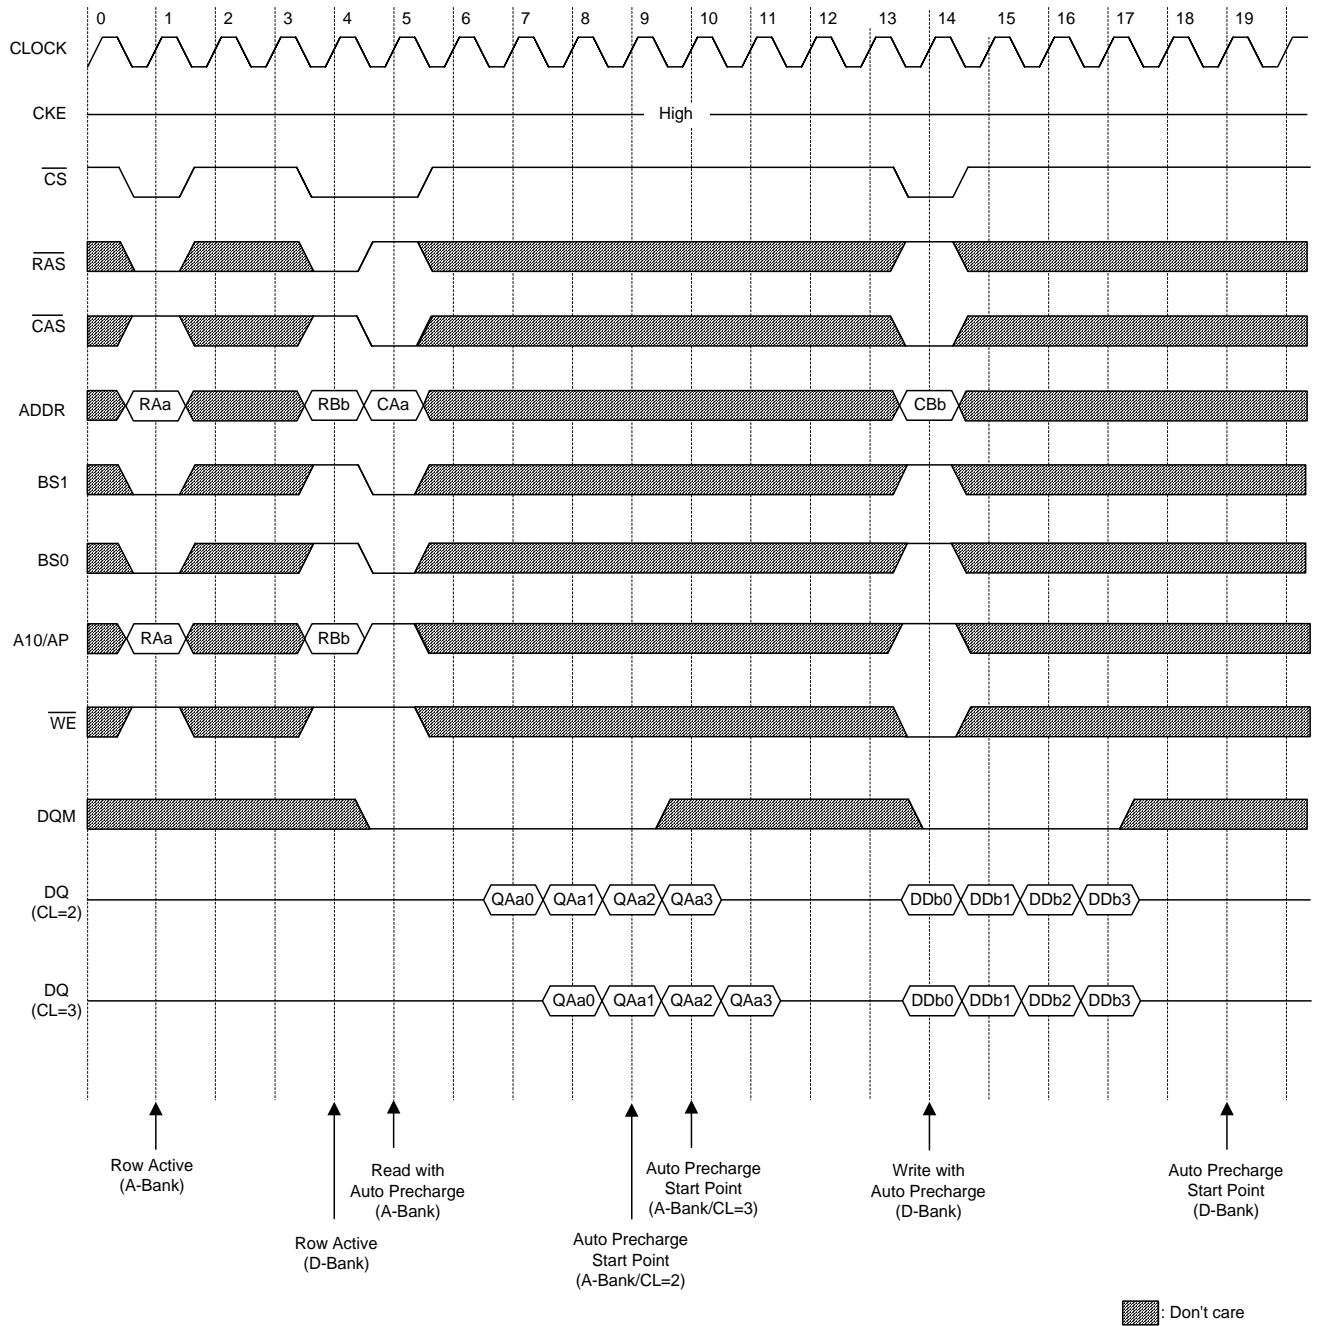 0 1 2 3 4 5 6 7 8 9 10 11 12 13 14 15 16 17 18 19
CLOCK
CKE High
CS
RAS
CAS
ADDR RAa RBb CAa CBb
BS1
BS0
A10/AP RAa RBb
WE
DQM
DQ
(CL=2)
QAa0 QAa1 QAa2 QAa3 DDb0 DDb1 DDb2 DDb3
DQ
(CL=3)
QAa0 QAa1 QAa2 QAa3 DDb0 DDb1 DDb2 DDb3
Row Active
(A-Bank)
Row Active
(D-Bank)
Read with
Auto Precharge
(A-Bank)
Auto Precharge
Start Point
(A-Bank/CL=2)
Auto Precharge
Start Point
(A-Bank/CL=3)
Write with
Auto Precharge
(D-Bank)
Auto Precharge
Start Point
(D-Bank)
: Don't care